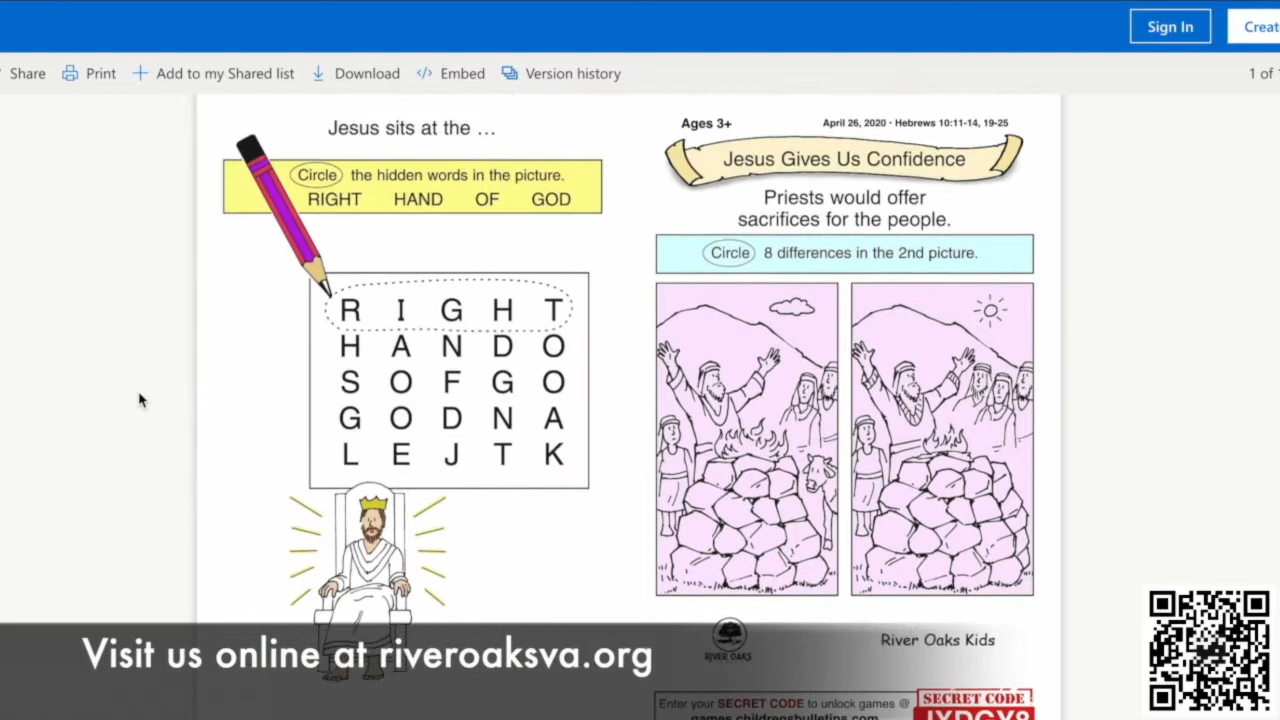 Sign In
Share
Print
Add to my Shared list
Download
Embed
Version history
1 of
Jesus sits at the …
Circle the hidden words in the picture.
RIGHT HAND OF GOD
R I G H T
H A N D O
S O F G O
G O D N A
L E J T K
Ages 3+
April 26, 2020 • Hebrews 10:11-14, 19-25
Jesus Gives Us Confidence
Priests would offer
sacrifices for the people.
Circle 8 differences in the 2nd picture.
RIVER OAKS
River Oaks Kids
Enter your SECRET CODE to unlock games @
games.childrensbulletins.com
SECRET CODE
Visit us online at riveroaksva.org